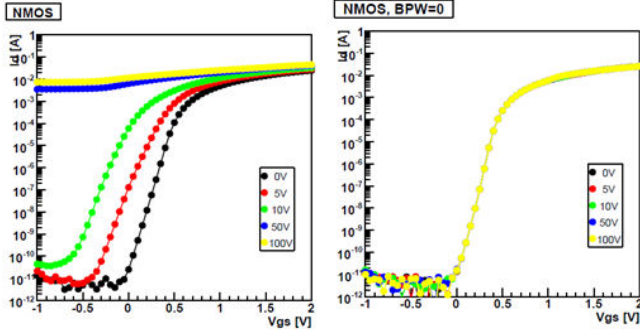 NMOS
Id [A]
1
10-1
10-2
10-3
10-4
10-5
10-6
10-7
10-8
10-9
10-10
10-11
10-12
-1 -0.5 0 0.5 1 1.5 2
Vgs [V]
0V
5V
10V
50V
100V
NMOS, BPW=0
Id [A]
1
10-1
10-2
10-3
10-4
10-5
10-6
10-7
10-8
10-9
10-10
10-11
10-12
-1 -0.5 0 0.5 1 1.5 2
Vgs [V]
0V
5V
10V
50V
100V